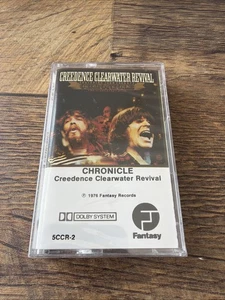 CREEDENCE CLEARWATER REVIVAL
CHRONICLE
Creedence Clearwater Revival
℗ 1976 Fantasy Records
DOLBY SYSTEM
5CCR-2
Fantasy